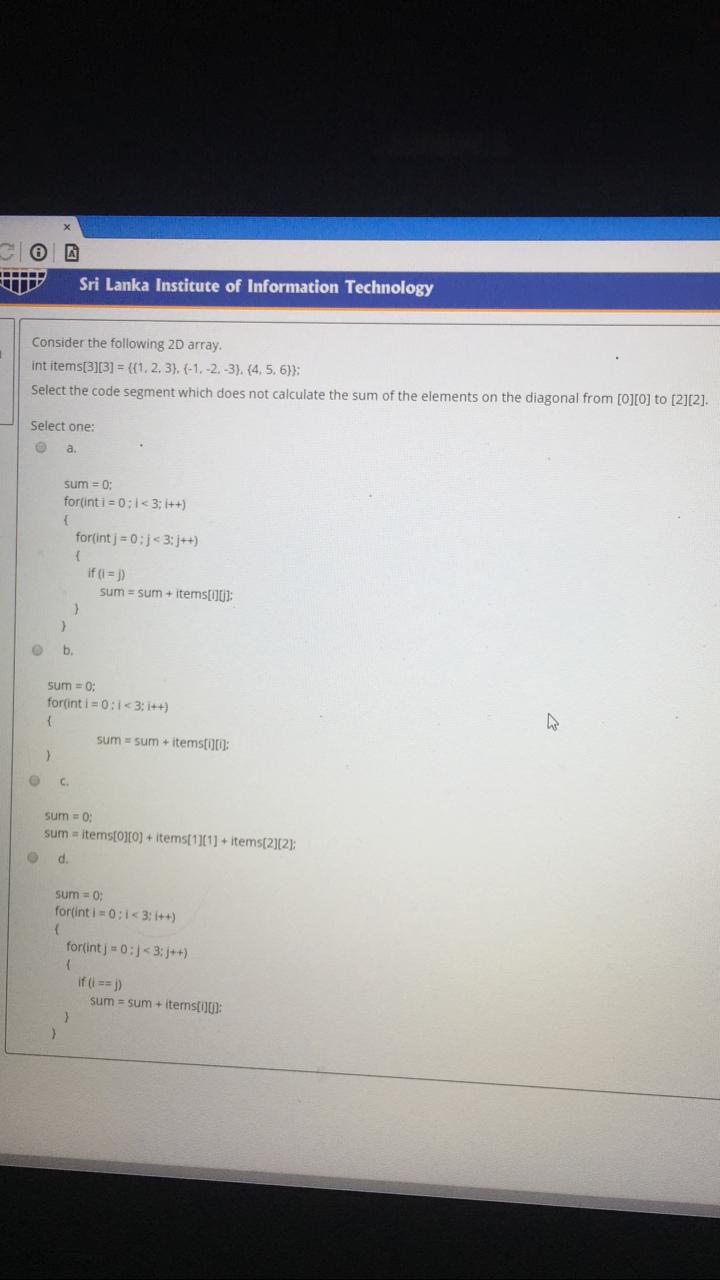 Sri Lanka Institute of Information Technology
Consider the following 2D array.
int items[3][3] = {{1, 2, 3}, {-1, -2, -3}, {4, 5, 6}};
Select the code segment which does not calculate the sum of the elements on the diagonal from [0][0] to [2][2].
Select one:
a.
sum = 0;
for(int i = 0 ; i < 3; i++)
{
for(int j = 0 ; j < 3; j++)
{
if (i = j)
sum = sum + items[i][j];
}
}
b.
sum = 0;
for(int i = 0 ; i < 3; i++)
{
sum = sum + items[i][i];
}
c.
sum = 0;
sum = items[0][0] + items[1][1] + items[2][2];
d.
sum = 0;
for(int i = 0 ; i < 3; i++)
{
for(int j = 0 ; j < 3; j++)
{
if (i == j)
sum = sum + items[i][j];
}
}